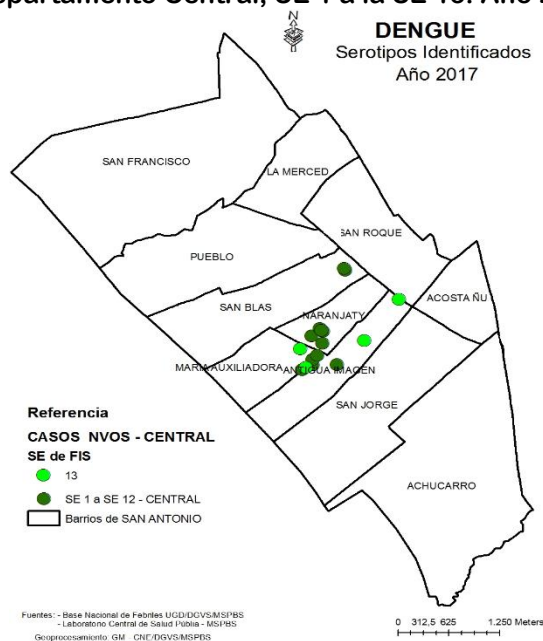 Departamento Central, SE 1 a la SE 13. Año
N
DENGUE
Serotipos Identificados
Año 2017
SAN FRANCISCO
LA MERCED
SAN ROQUE
PUEBLO
ACOSTA ÑU
SAN BLAS
NARANJATY
MARIA AUXILIADORA
ANTIGUA IMAGEN
SAN JORGE
ACHUCARRO
Referencia
CASOS NVOS - CENTRAL
SE de FIS
13
SE 1 a SE 12 - CENTRAL
Barrios de SAN ANTONIO
Fuentes: - Base Nacional de Febriles UGD/DGVS/MSPBS
- Laboratorio Central de Salud Públia - MSPBS
Geoprocesamiento: GM - CNE/DGVS/MSPBS
0 312,5 625 1.250 Meters